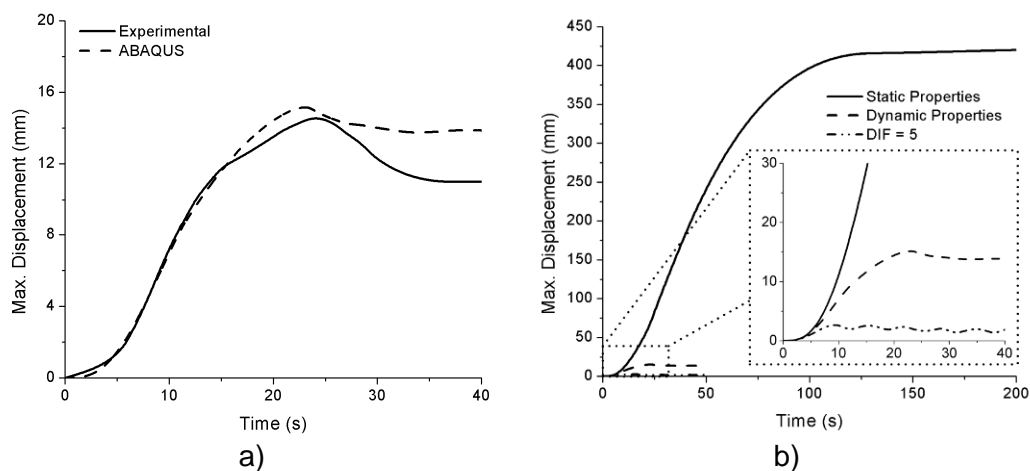 20
16
12
8
4
0
0 10 20 30 40
Max. Displacement (mm)
Time (s)
Experimental
ABAQUS
a)
450
400
350
300
250
200
150
100
50
0
0 50 100 150 200
Max. Displacement (mm)
Time (s)
Static Properties
Dynamic Properties
DIF = 5
30
20
10
0
0 10 20 30 40
b)